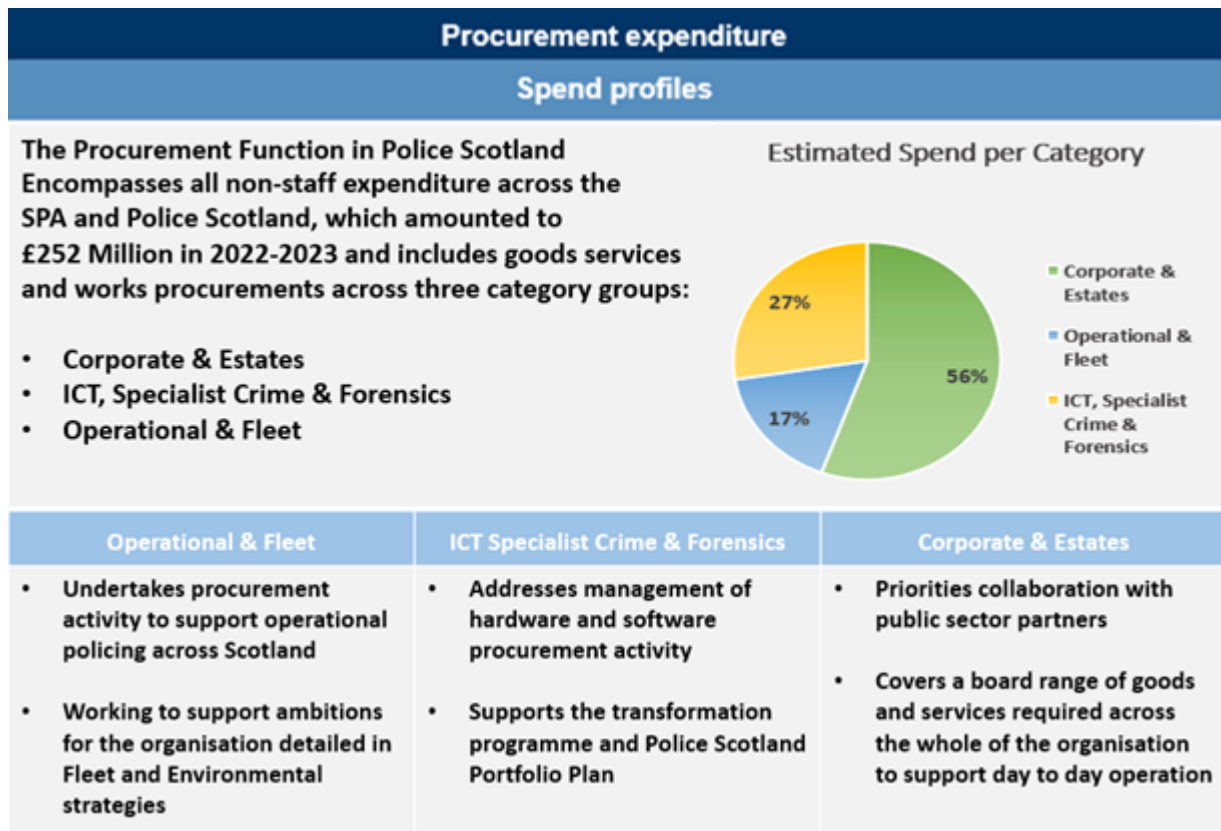 Procurement expenditure
Spend profiles
The Procurement Function in Police Scotland
Encompasses all non-staff expenditure across the
SPA and Police Scotland, which amounted to
£252 Million in 2022-2023 and includes goods services
and works procurements across three category groups:
• Corporate & Estates
• ICT, Specialist Crime & Forensics
• Operational & Fleet
Estimated Spend per Category
27%
56%
17%
Corporate &
Estates
Operational &
Fleet
ICT, Specialist
Crime &
Forensics
Operational & Fleet
• Undertakes procurement
activity to support operational
policing across Scotland
• Working to support ambitions
for the organisation detailed in
Fleet and Environmental
strategies
ICT Specialist Crime & Forensics
• Addresses management of
hardware and software
procurement activity
• Supports the transformation
programme and Police Scotland
Portfolio Plan
Corporate & Estates
• Priorities collaboration with
public sector partners
• Covers a board range of goods
and services required across
the whole of the organisation
to support day to day operation